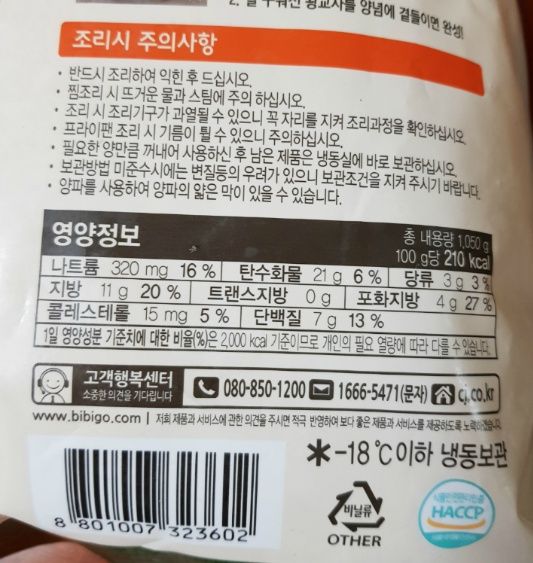 2. 잘 구워진 왕교자를 양념에 곁들이면 완성!
조리시 주의사항
· 반드시 조리하여 익힌 후 드십시오.
· 찜조리 시 뜨거운 물과 스팀에 주의 하십시오.
· 조리 시 조리기구가 과열될 수 있으니 꼭 자리를 지켜 조리과정을 확인하십시오.
· 프라이팬 조리 시 기름이 튈 수 있으니 주의하십시오.
· 필요한 양만큼 꺼내어 사용하신 후 남은 제품은 냉동실에 바로 보관하십시오.
· 보관방법 미준수시에는 변질등의 우려가 있으니 보관조건을 지켜 주시기 바랍니다.
· 양파를 사용하여 양파의 얇은 막이 있을 수 있습니다.
영양정보
총 내용량 1,050 g
100 g당 210 kcal
나트륨 320 mg 16 % 탄수화물 21 g 6 % 당류 3 g 3 %
지방 11 g 20 % 트랜스지방 0 g 포화지방 4 g 27 %
콜레스테롤 15 mg 5 % 단백질 7 g 13 %
1일 영양성분 기준치에 대한 비율(%)은 2,000 kcal 기준이므로 개인의 필요 열량에 따라 다를 수 있습니다.
고객행복센터
소중한 의견을 기다립니다
080-850-1200 1666-5471(문자) cj.co.kr
www.bibigo.com | 저희 제품과 서비스에 관한 의견을 주시면 적극 반영하여 보다 좋은 제품과 서비스를 제공하도록 노력하겠습니다.
*-18℃이하 냉동보관
8 801007 323602
비닐류
OTHER
HACCP